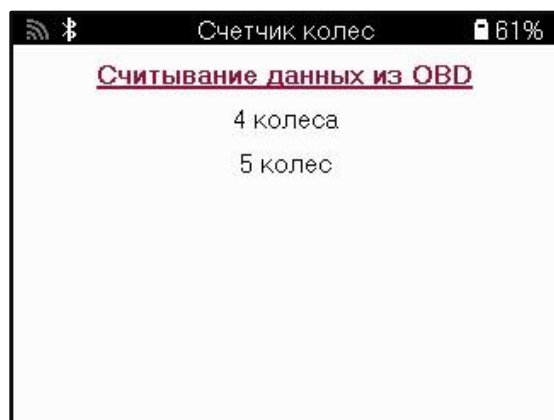 Счетчик колес 61%
Считывание данных из OBD
4 колеса
5 колес